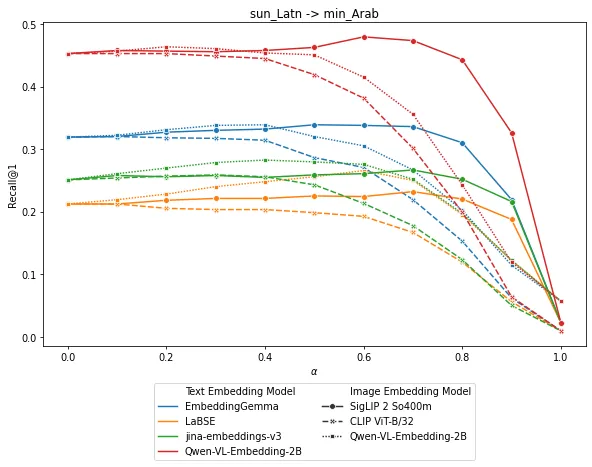 sun_Latn -> min_Arab
0.5
0.4
0.3
0.2
0.1
0.0
Recall@1
0.0 0.2 0.4 0.6 0.8 1.0
α
Text Embedding Model Image Embedding Model
EmbeddingGemma SigLIP 2 So400m
LaBSE CLIP ViT-B/32
jina-embeddings-v3 Qwen-VL-Embedding-2B
Qwen-VL-Embedding-2B